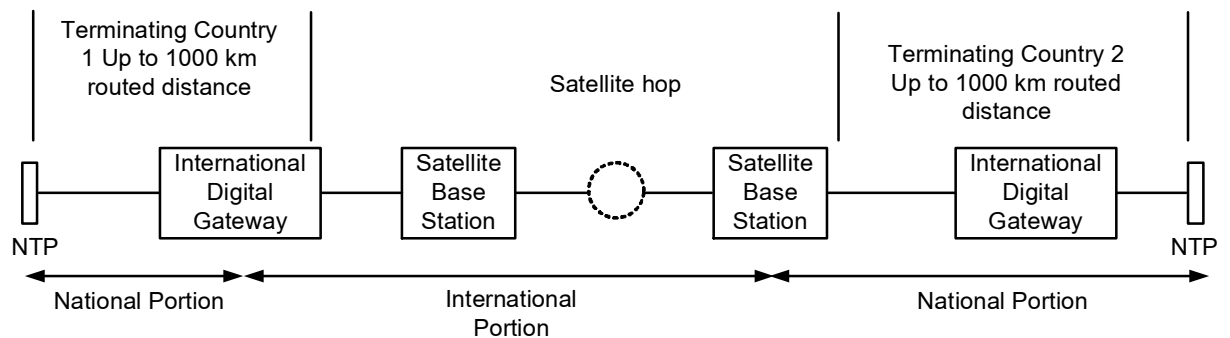 Terminating Country
1 Up to 1000 km
routed distance
Satellite hop
Terminating Country 2
Up to 1000 km routed
distance
International
Digital
Gateway
Satellite
Base
Station
Satellite
Base
Station
International
Digital
Gateway
NTP
NTP
National Portion
International
Portion
National Portion